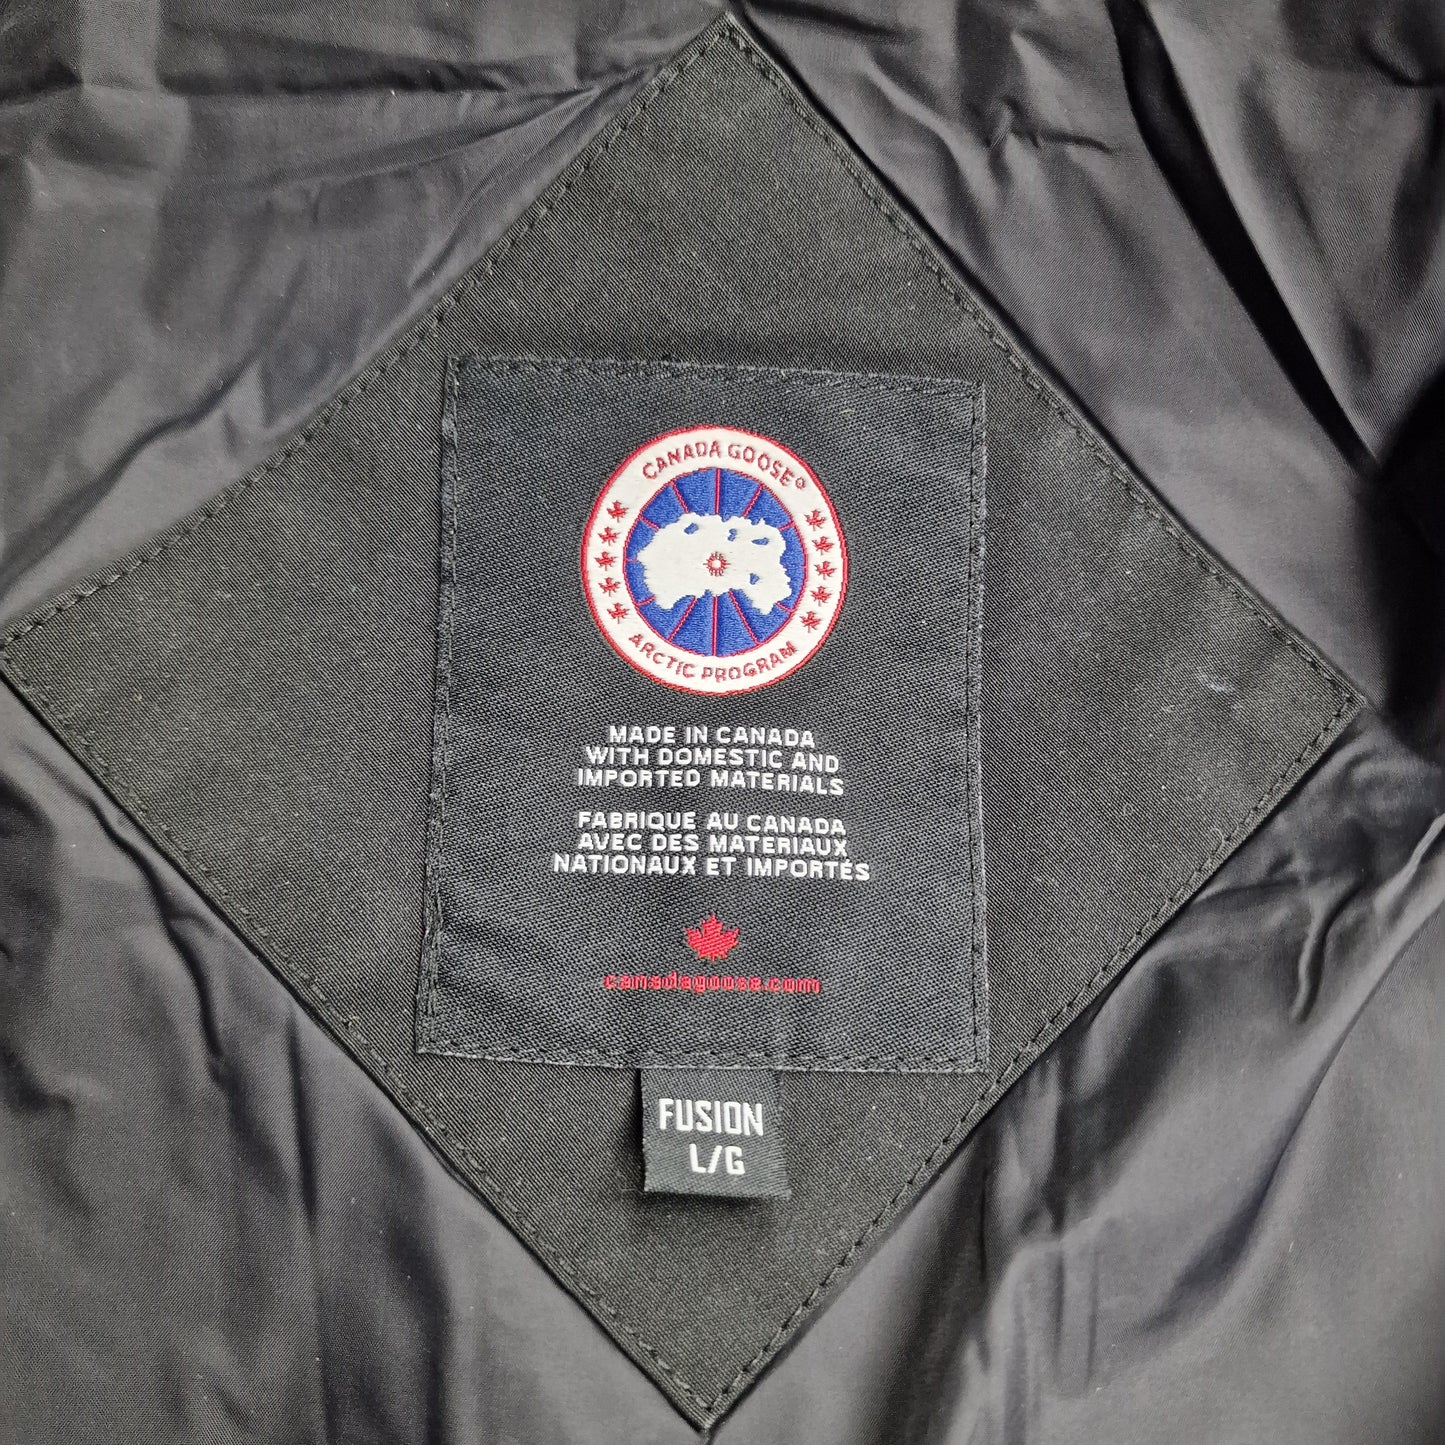 CANADA GOOSE®
ARCTIC PROGRAM
MADE IN CANADA
WITH DOMESTIC AND
IMPORTED MATERIALS
FABRIQUE AU CANADA
AVEC DES MATERIAUX
NATIONAUX ET IMPORTÉS
canadagoose.com
FUSION
L/G